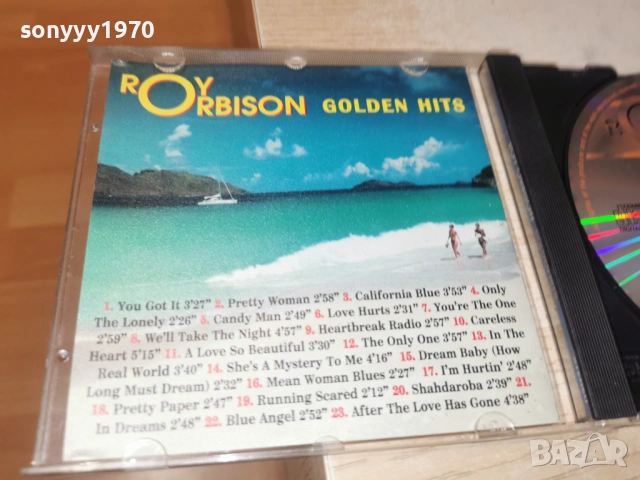 sonyyy1970
ROY
ORBISON GOLDEN HITS
1. You Got It 3'27" 2. Pretty Woman 2'58" 3. California Blue 3'53" 4. Only
The Lonely 2'26" 5. Candy Man 2'49" 6. Love Hurts 2'31" 7. You're The One
2'59" 8. We'll Take The Night 4'57" 9. Heartbreak Radio 2'57" 10. Careless
Heart 5'15" 11. A Love So Beautiful 3'30" 12. The Only One 3'57" 13. In The
Real World 3'40" 14. She's A Mystery To Me 4'16" 15. Dream Baby (How
Long Must Dream) 2'32" 16. Mean Woman Blues 2'27" 17. I'm Hurtin' 2'48"
18. Pretty Paper 2'47" 19. Running Scared 2'12" 20. Shahdaroba 2'39" 21.
In Dreams 2'48" 22. Blue Angel 2'52" 23. After The Love Has Gone 4'38"
BAZAR